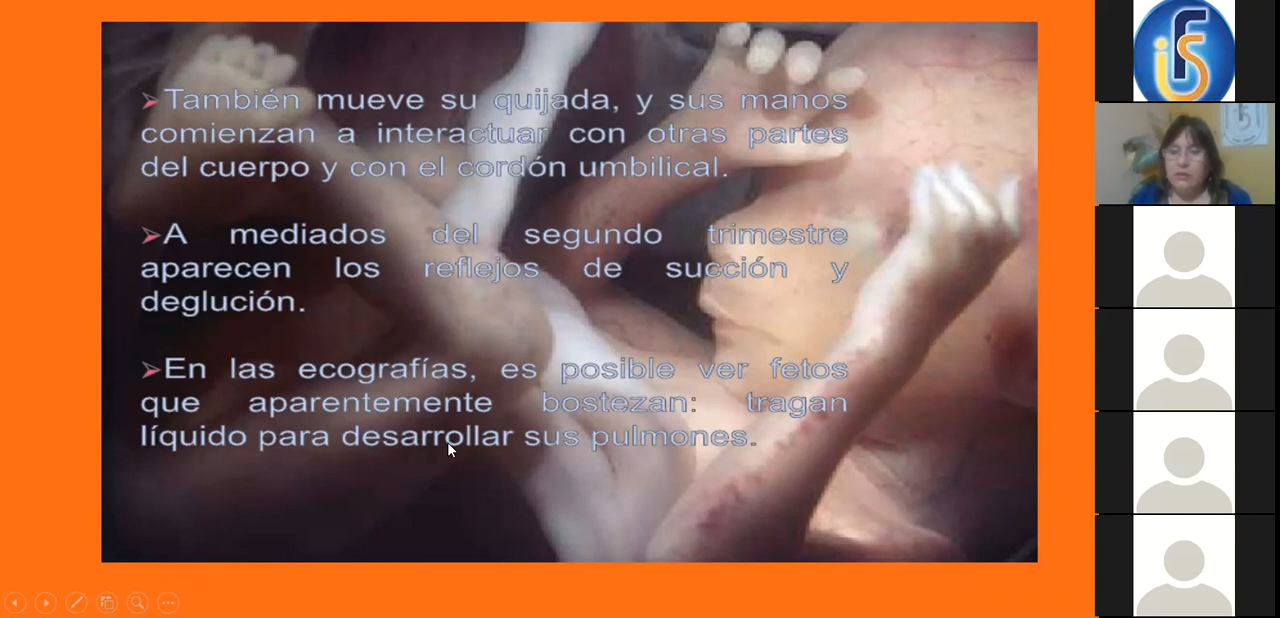 ➢También mueve su quijada, y sus manos
comienzan a interactuar con otras partes
del cuerpo y con el cordón umbilical.
➢A mediados del segundo trimestre
aparecen los reflejos de succión y
deglución.
➢En las ecografías, es posible ver fetos
que aparentemente bostezan: tragan
líquido para desarrollar sus pulmones.
ifS